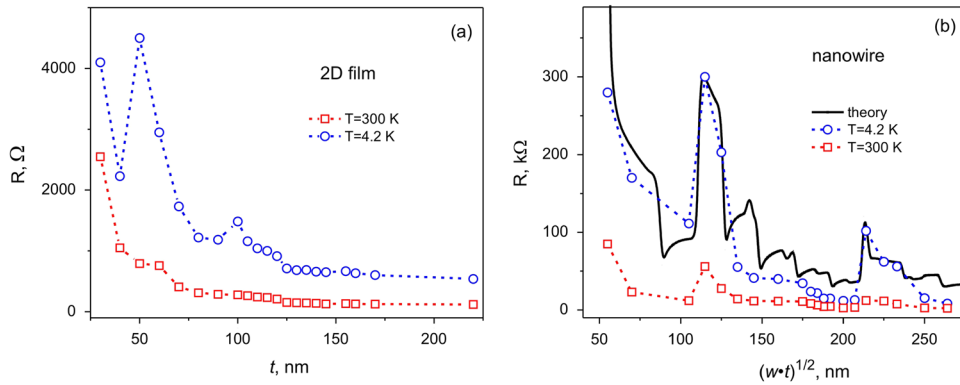 (a)
2D film
T=300 K
T=4.2 K
R, Ω
4000
2000
0
50
100
150
200
t, nm
(b)
nanowire
theory
T=4.2 K
T=300 K
R, kΩ
300
200
100
0
50
100
150
200
250
(w•t)^{1/2}, nm